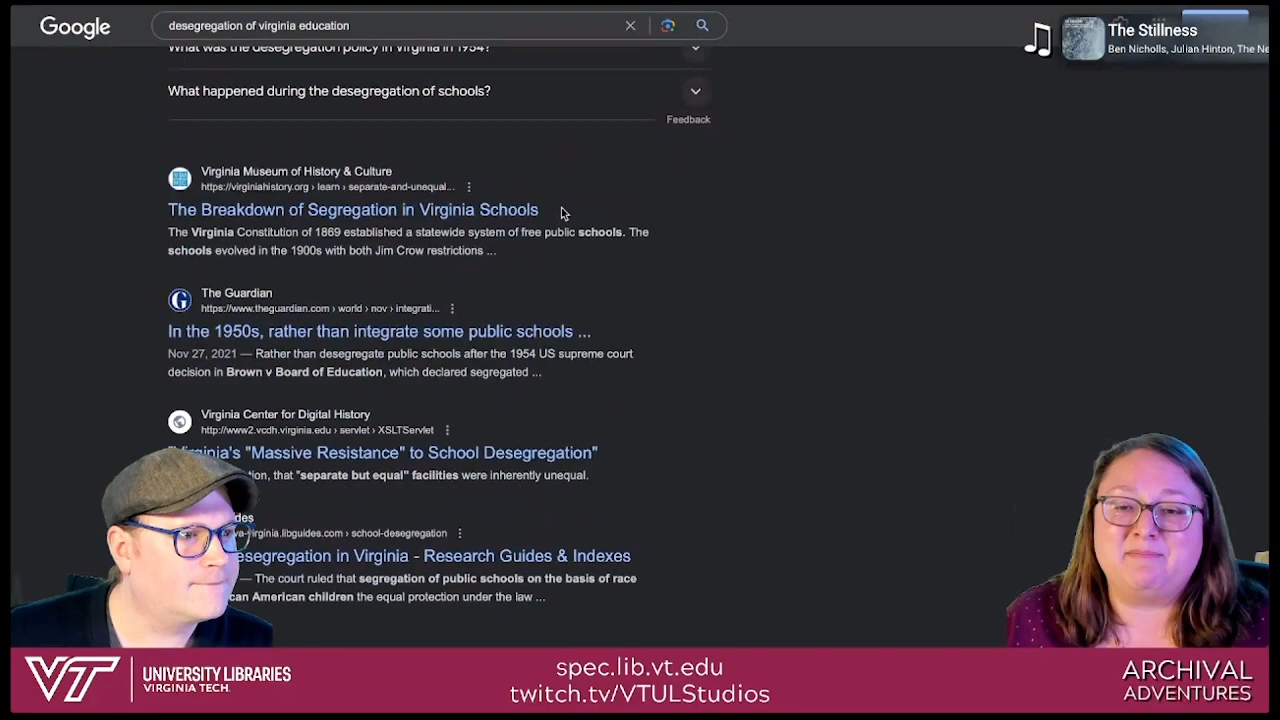 Google
desegregation of virginia education
The Stillness
Ben Nicholls, Julian Hinton, The Ne
What was the desegregation policy in Virginia in 1954?
What happened during the desegregation of schools?
Feedback
Virginia Museum of History & Culture
https://virginiahistory.org › learn › separate-and-unequal...
The Breakdown of Segregation in Virginia Schools
The Virginia Constitution of 1869 established a statewide system of free public schools. The
schools evolved in the 1900s with both Jim Crow restrictions ...
The Guardian
https://www.theguardian.com › world › nov › integrati...
In the 1950s, rather than integrate some public schools ...
Nov 27, 2021 — Rather than desegregate public schools after the 1954 US supreme court
decision in Brown v Board of Education, which declared segregated ...
Virginia Center for Digital History
http://www2.vcdh.virginia.edu › servlet › XSLTServlet
"Virginia's "Massive Resistance" to School Desegregation"
that "separate but equal" facilities were inherently unequal.
va-virginia.libguides.com › school-desegregation
desegregation in Virginia - Research Guides & Indexes
— The court ruled that segregation of public schools on the basis of race
can American children the equal protection under the law ...
VT UNIVERSITY LIBRARIES
VIRGINIA TECH.
spec.lib.vt.edu
twitch.tv/VTULStudios
ARCHIVAL
ADVENTURES